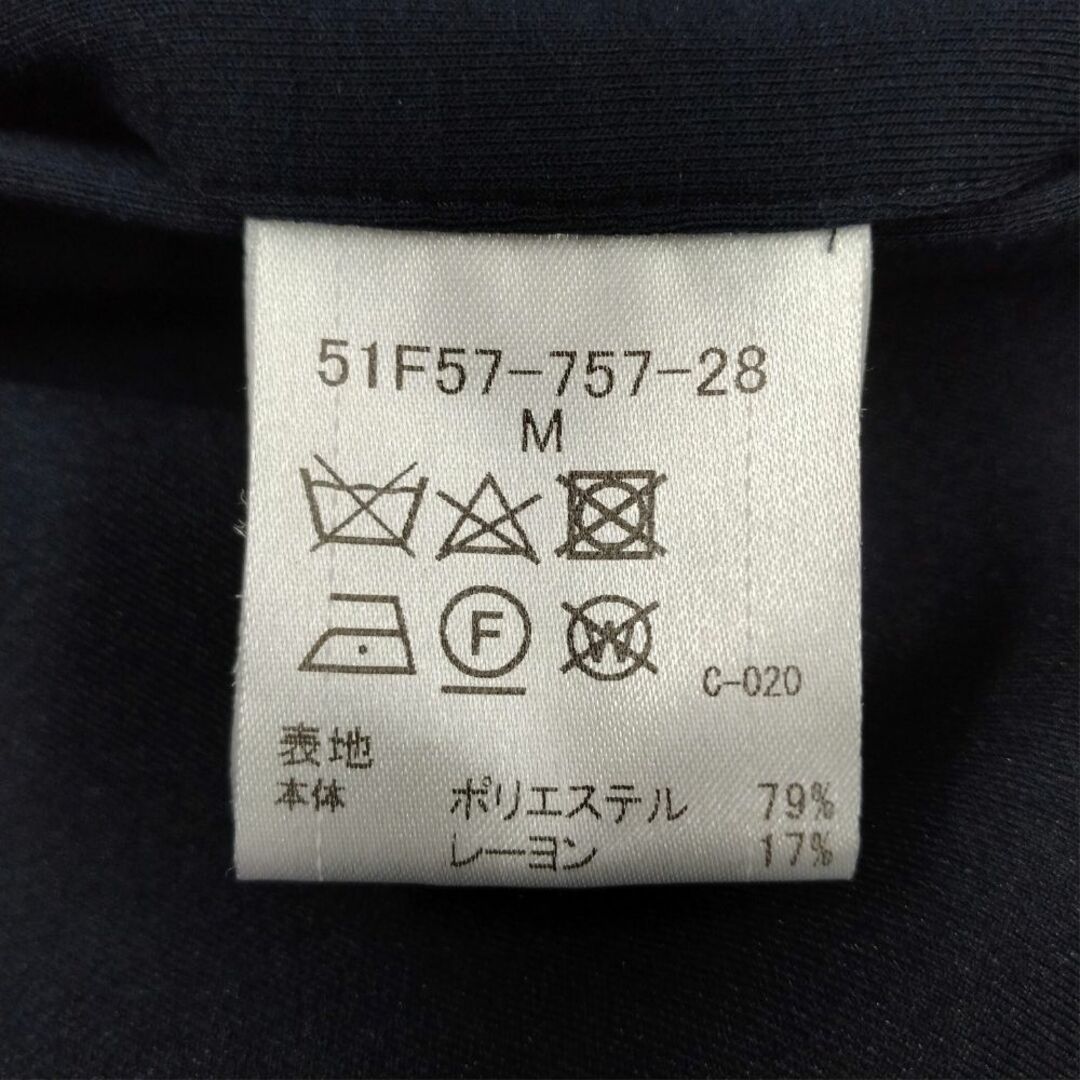 51F57-757-28
M
F
W
C-020
表地
本体 ポリエステル 79%
レーヨン 17%